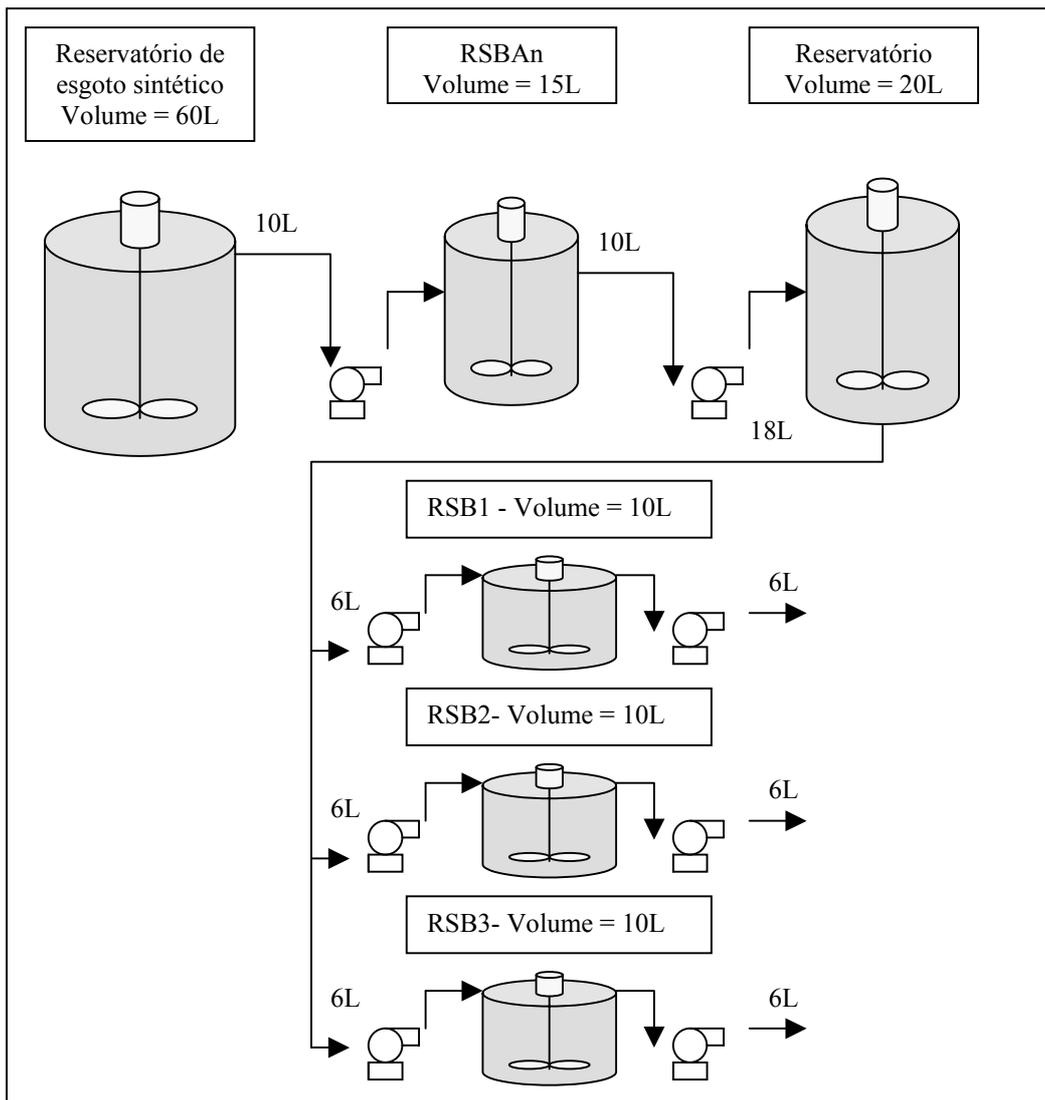 Reservatório de
esgoto sintético
Volume = 60L
RSBAn
Volume = 15L
Reservatório
Volume = 20L
10L
10L
18L
RSB1 - Volume = 10L
6L
6L
RSB2- Volume = 10L
6L
6L
RSB3- Volume = 10L
6L
6L